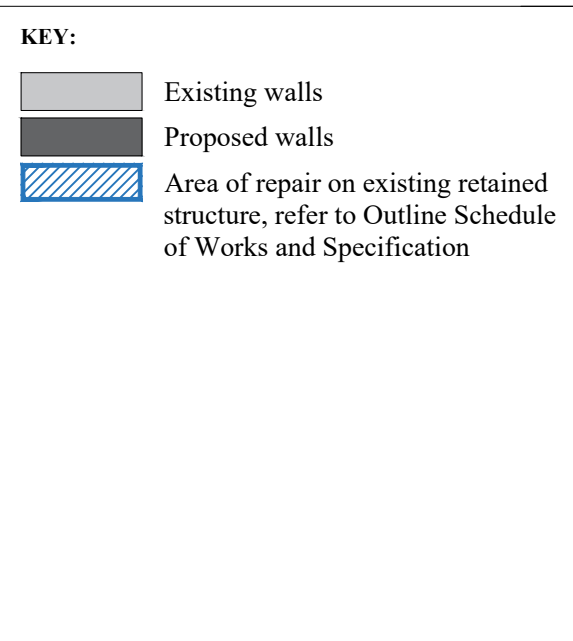 KEY:
Existing walls
Proposed walls
Area of repair on existing retained
structure, refer to Outline Schedule
of Works and Specification